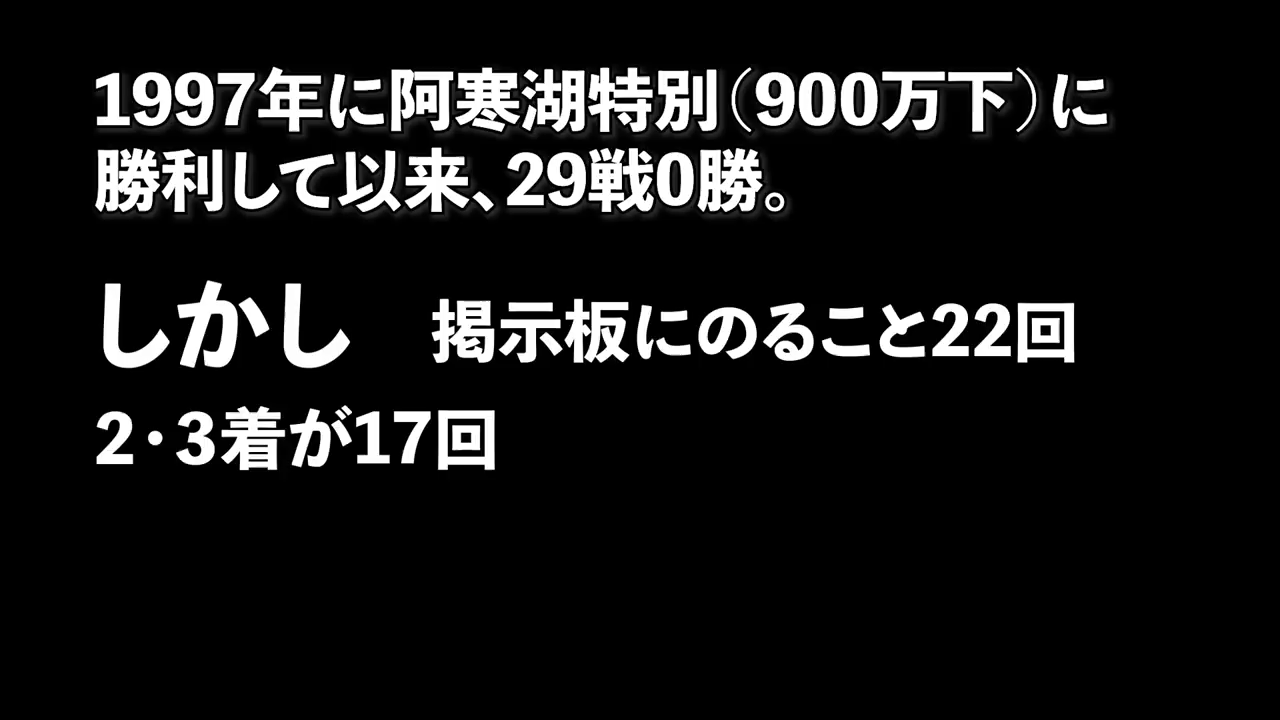 1997年に阿寒湖特別（900万下）に
勝利して以来、29戦0勝。
しかし　掲示板にのること22回
2・3着が17回